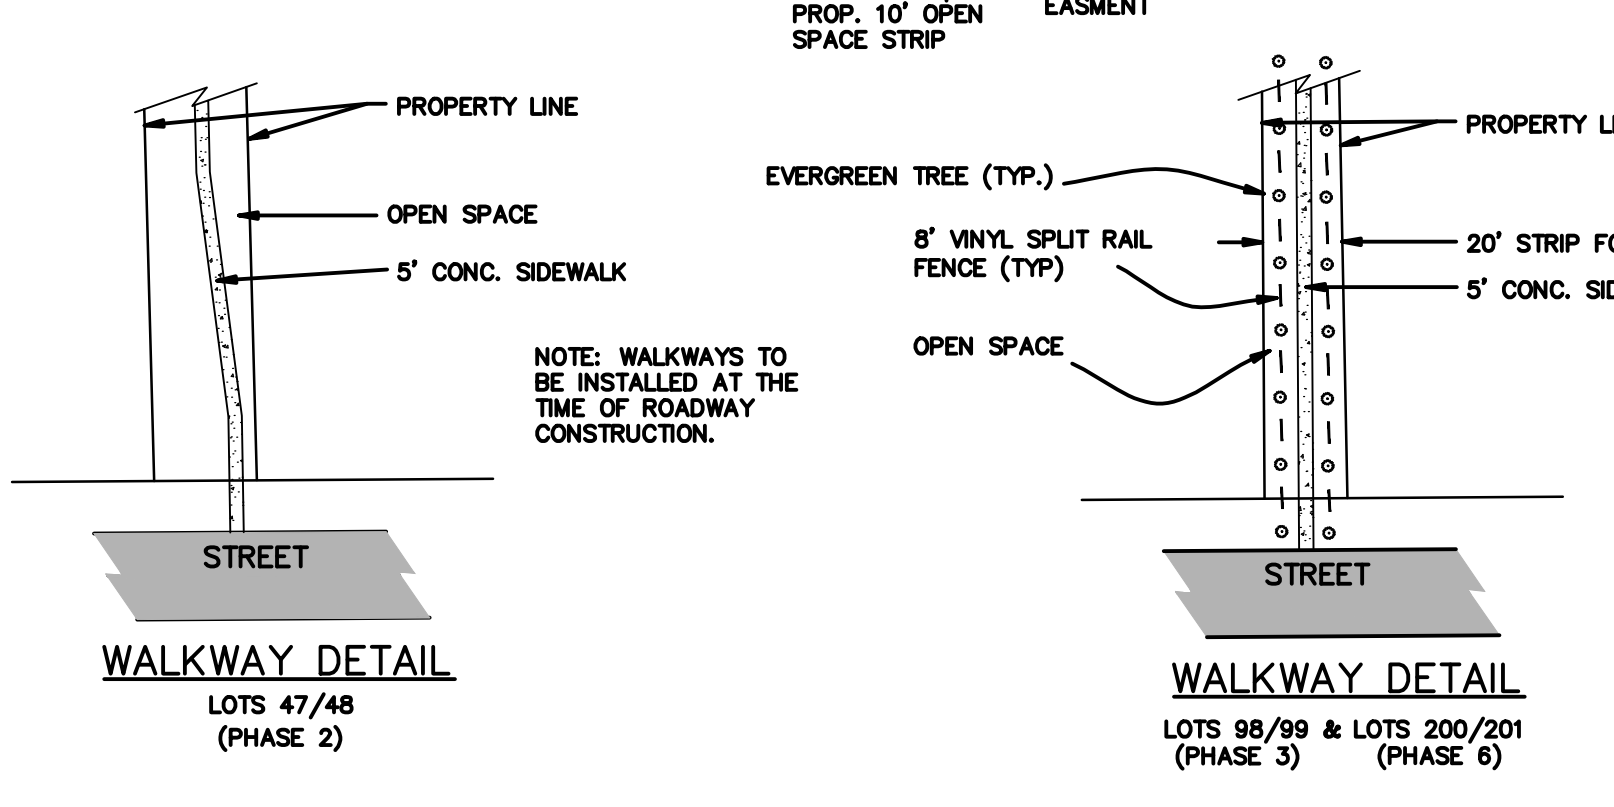 PROP. 10' OPEN
SPACE STRIP
EASMENT
PROPERTY LINE
OPEN SPACE
5' CONC. SIDEWALK
NOTE: WALKWAYS TO
BE INSTALLED AT THE
TIME OF ROADWAY
CONSTRUCTION.
STREET
WALKWAY DETAIL
LOTS 47/48
(PHASE 2)
PROPERTY
EVERGREEN TREE (TYP.)
8' VINYL SPLIT RAIL
FENCE (TYP)
20' STRIP
5' CONC.
OPEN SPACE
STREET
WALKWAY DETAIL
LOTS 98/99 & LOTS 200/201
(PHASE 3) (PHASE 6)